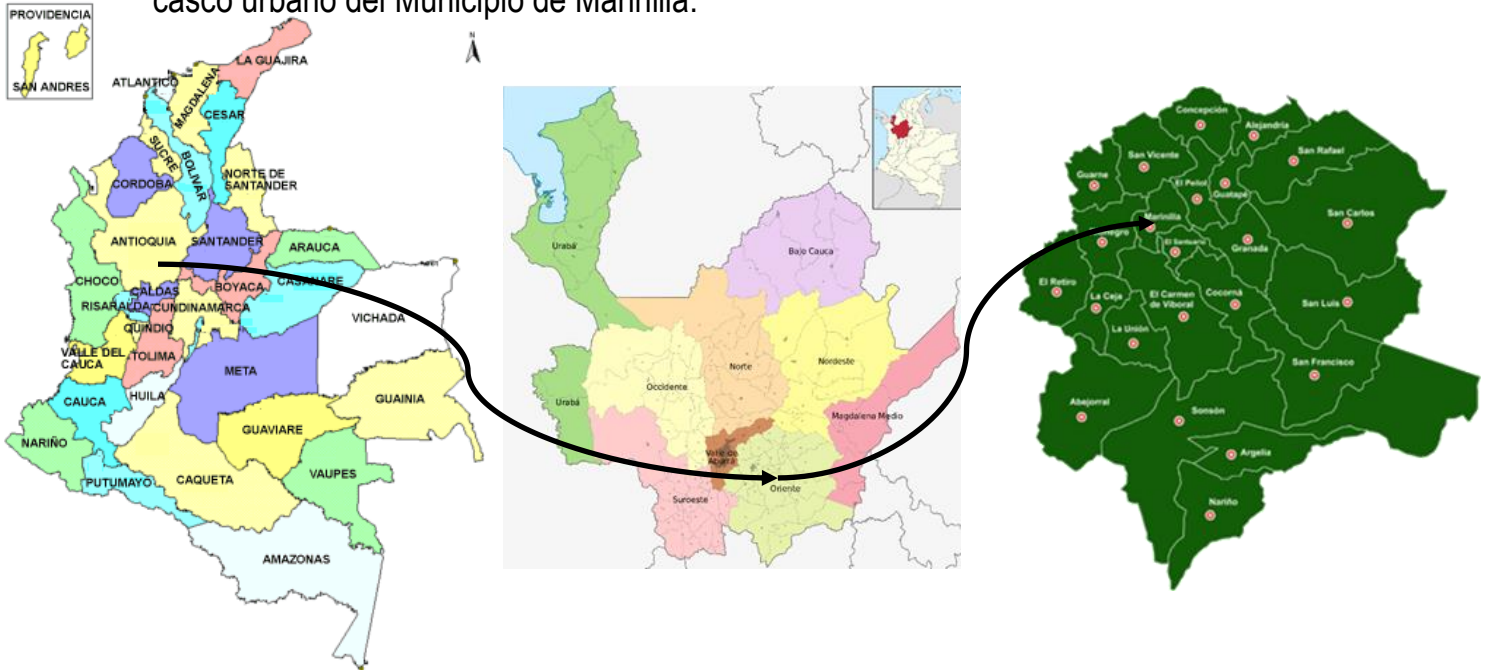 casco urbano del Municipio de Marinilla.
PROVIDENCIA
SAN ANDRES
N
LA GUAJIRA
ATLANTICO
MAGDALENA
CESAR
SUCRE
BOLIVAR
NORTE DE
SANTANDER
CORDOBA
ANTIOQUIA
SANTANDER
ARAUCA
CHOCO
CALDAS
BOYACA
CASANARE
RISARALDA
CUNDINAMARCA
VICHADA
QUINDIO
VALLE DEL
CAUCA
TOLIMA
META
CAUCA
HUILA
GUAINIA
NARIÑO
GUAVIARE
VAUPES
PUTUMAYO
CAQUETA
AMAZONAS
Urabá
Bajo Cauca
Norte
Nordeste
Occidente
Urabá
Magdalena Medio
Valle de
Aburrá
Suroeste
Oriente
Concepción
Alejandría
San Vicente
San Rafael
Guarne
El Peñol
Guatapé
San Carlos
Marinilla
El Santuario
Granada
El Retiro
La Ceja
El Carmen
de Viboral
Cocorná
San Luis
La Unión
San Francisco
Abejorral
Sonsón
Argelia
Nariño